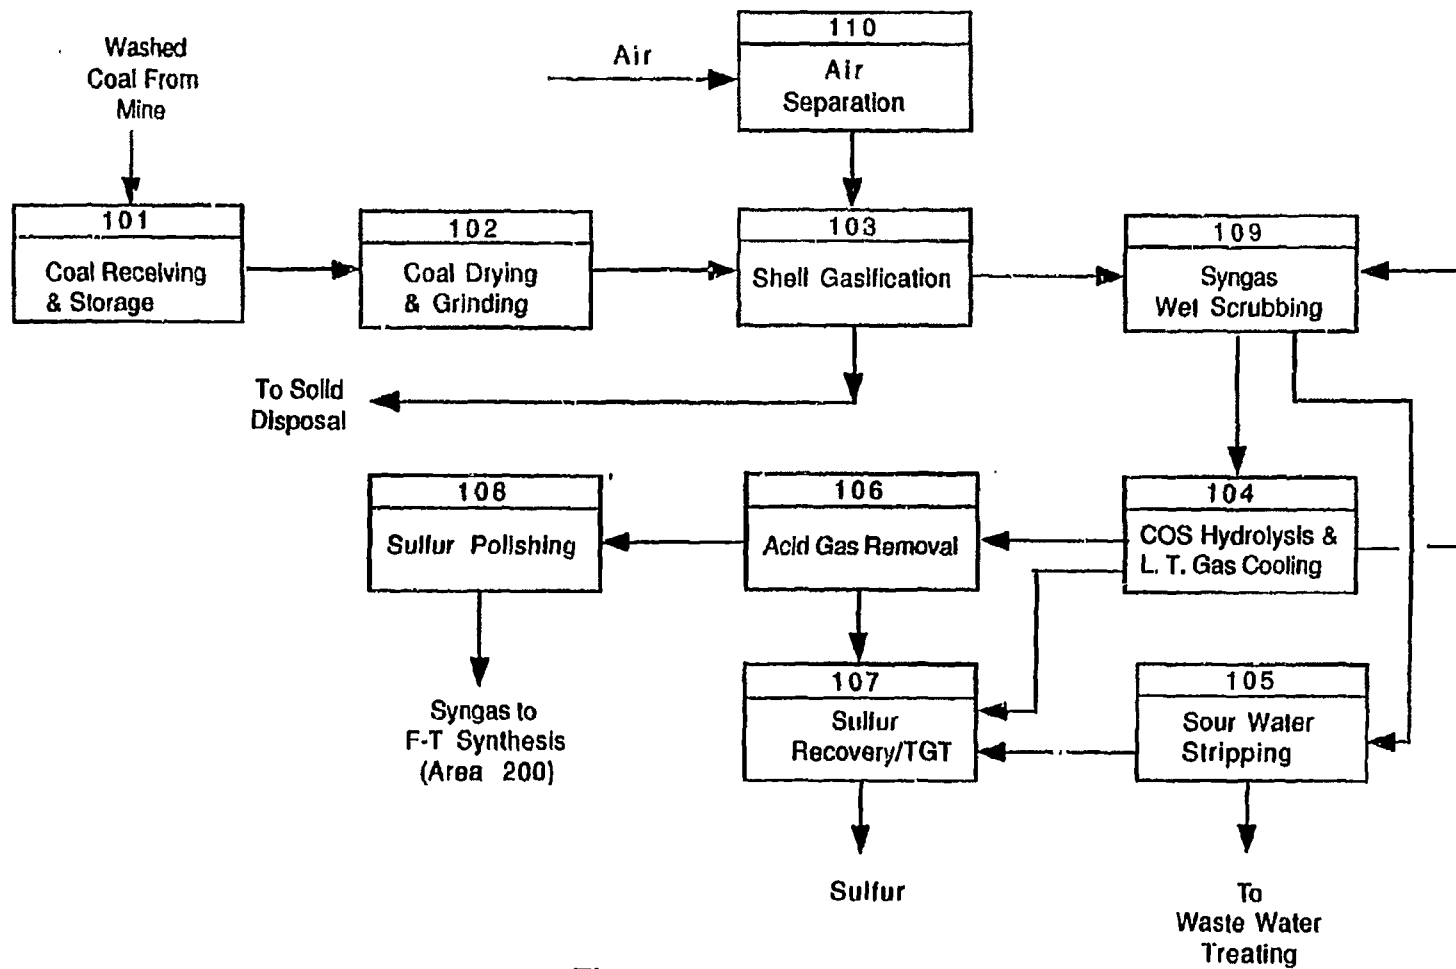 Washed
Coal From
Mine
Air
110
Air
Separation
101
Coal Receiving
& Storage
102
Coal Drying
& Grinding
103
Shell Gasification
109
Syngas
Wet Scrubbing
To Solid
Disposal
108
Sulfur Polishing
106
Acid Gas Removal
104
COS Hydrolysis &
L. T. Gas Cooling
107
Sulfur
Recovery/TGT
105
Sour Water
Stripping
Syngas to
F-T Synthesis
(Area 200)
Sulfur
To
Waste Water
Treating